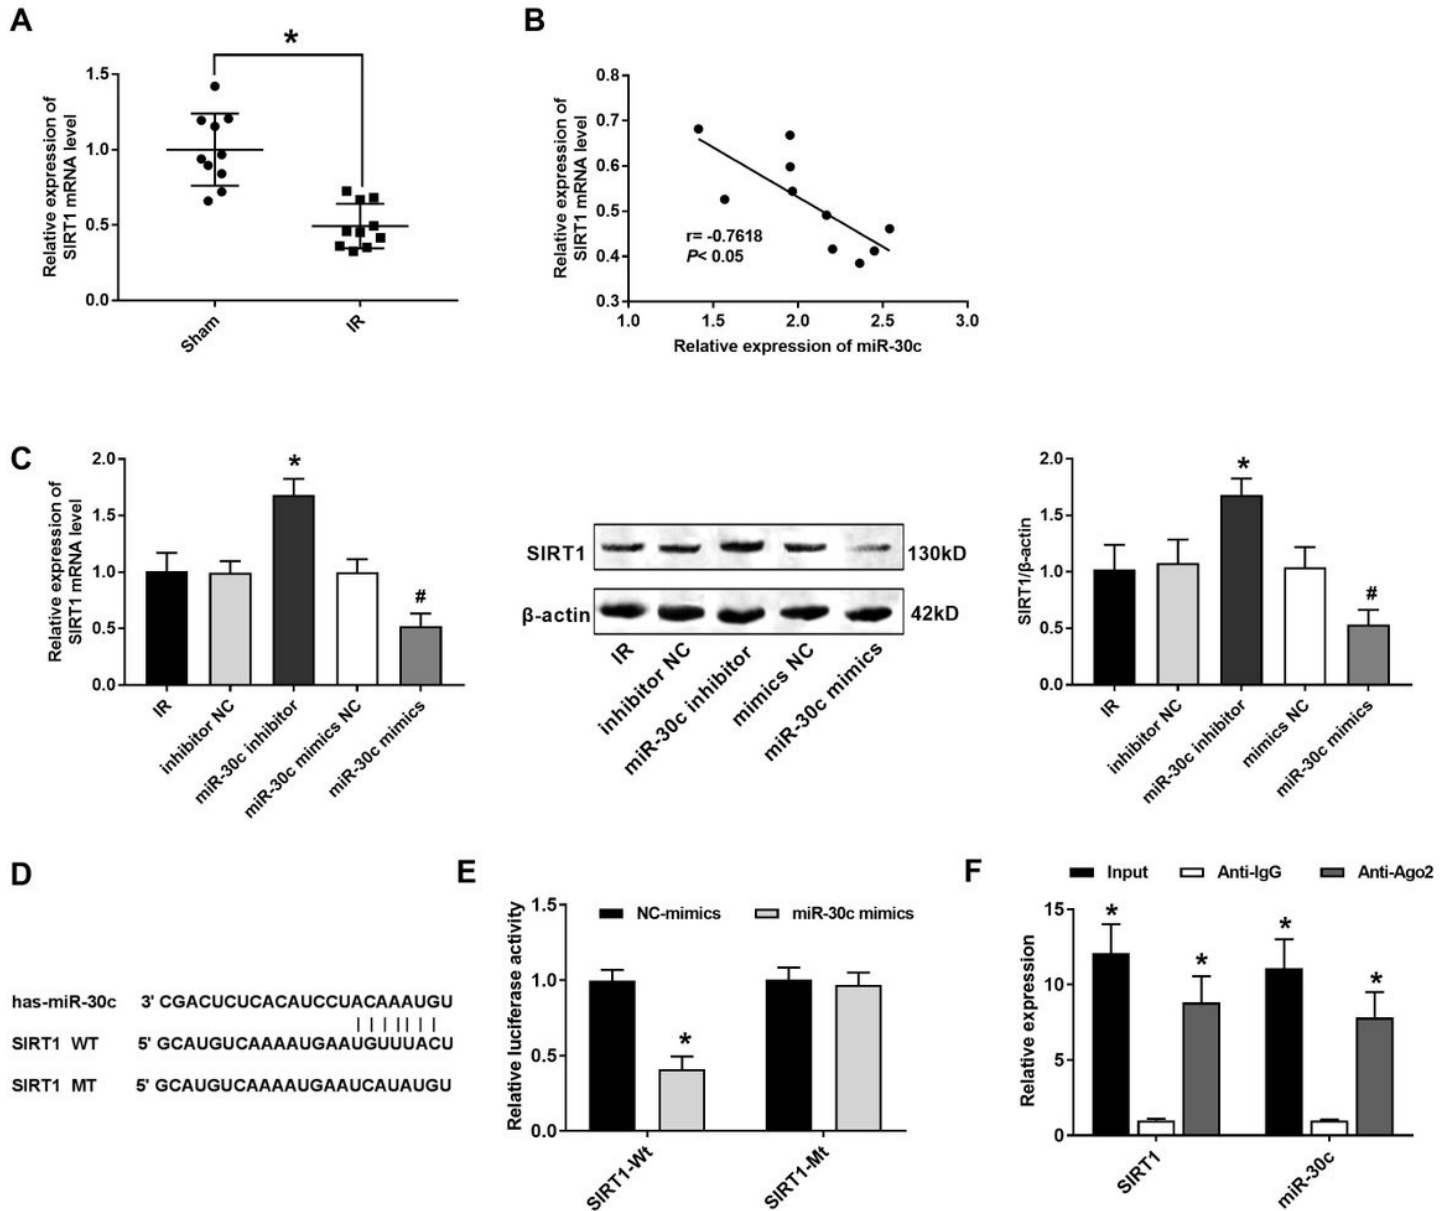 A
*
Relative expression of
SIRT1 mRNA level
1.5
1.0
0.5
0.0
Sham
IR
B
Relative expression of
SIRT1 mRNA level
0.8
0.7
0.6
0.5
0.4
0.3
r= -0.7618
P< 0.05
1.0
1.5
2.0
2.5
3.0
Relative expression of miR-30c
C
Relative expression of
SIRT1 mRNA level
2.0
1.5
1.0
0.5
0.0
*
#
IR
inhibitor NC
miR-30c inhibitor
miR-30c mimics NC
miR-30c mimics
SIRT1
130kD
β-actin
42kD
IR
inhibitor NC
miR-30c inhibitor
mimics NC
miR-30c mimics
SIRT1/β-actin
2.0
1.5
1.0
0.5
0.0
*
#
IR
inhibitor NC
miR-30c inhibitor
mimics NC
miR-30c mimics
D
has-miR-30c 3' CGACUCUCACAUCCUACAAAUGU
SIRT1 WT 5' GCAUGUCAAAAUGAAUGUUUACU
SIRT1 MT 5' GCAUGUCAAAAUGAAUCAUAUGU
E
Relative luciferase activity
1.5
1.0
0.5
0.0
NC-mimics
miR-30c mimics
*
SIRT1-Wt
SIRT1-Mt
F
Input
Anti-IgG
Anti-Ago2
Relative expression
15
10
5
0
*
*
*
*
SIRT1
miR-30c